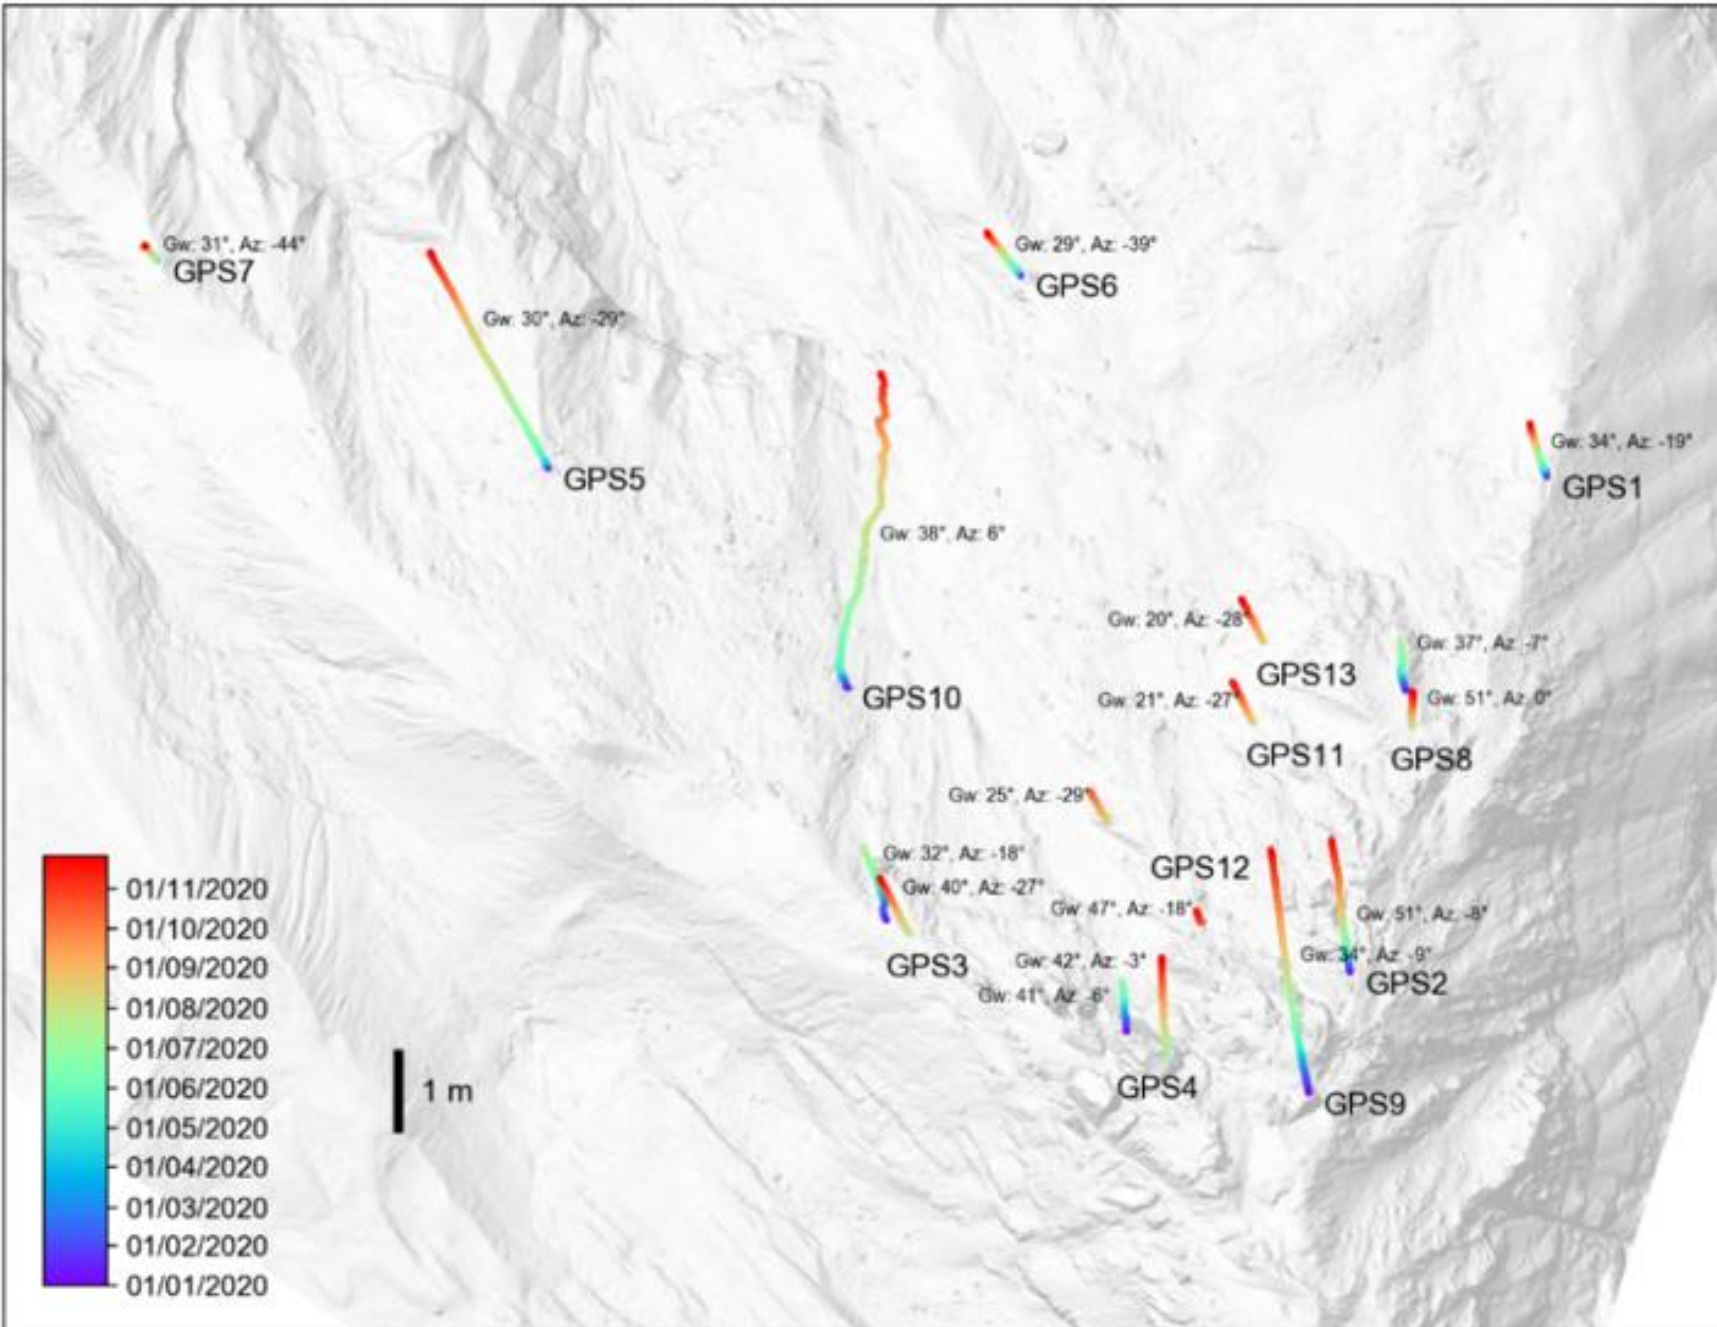 Gw: 31°, Az: -44°
GPS7
Gw: 29°, Az: -39°
GPS6
Gw: 30°, Az: -29°
GPS5
Gw: 34°, Az: -19°
GPS1
Gw: 38°, Az: 6°
GPS10
Gw: 20°, Az: -28°
GPS13
Gw: 37°, Az: -7°
Gw: 21°, Az: -27°
Gw: 51°, Az: 0°
GPS11
GPS8
Gw: 25°, Az: -29°
GPS12
Gw: 32°, Az: -18°
Gw: 40°, Az: -27°
GPS3
Gw: 47°, Az: -18°
Gw: 51°, Az: -8°
Gw: 42°, Az: -3°
Gw: 34°, Az: -9°
GPS2
Gw: 41°, Az: -6°
GPS4
GPS9
01/11/2020
01/10/2020
01/09/2020
01/08/2020
01/07/2020
01/06/2020
01/05/2020
01/04/2020
01/03/2020
01/02/2020
01/01/2020
1 m